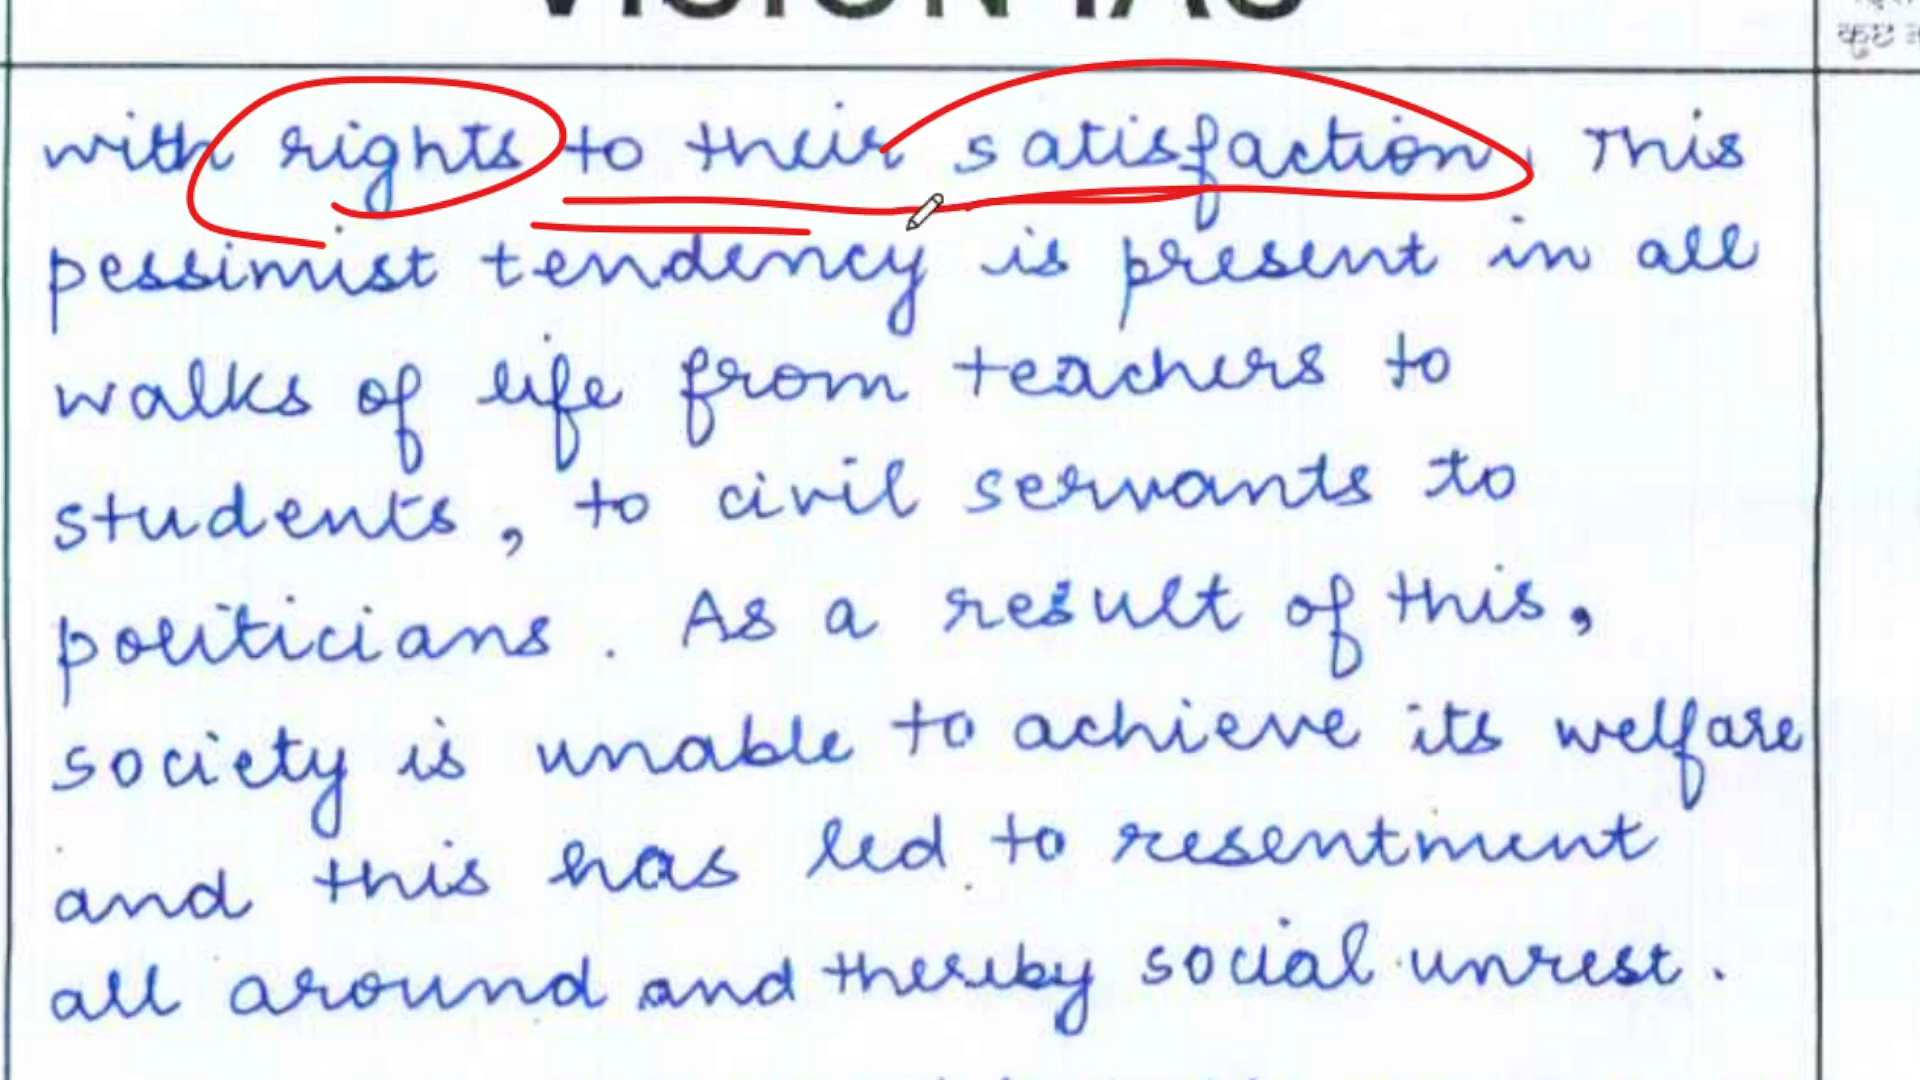 VISION IAS
with rights to their satisfaction. This
pessimist tendency is present in all
walks of life from teachers to
students, to civil servants to
politicians. As a result of this,
society is unable to achieve its welfare
and this has led to resentment
all around and thereby social unrest.